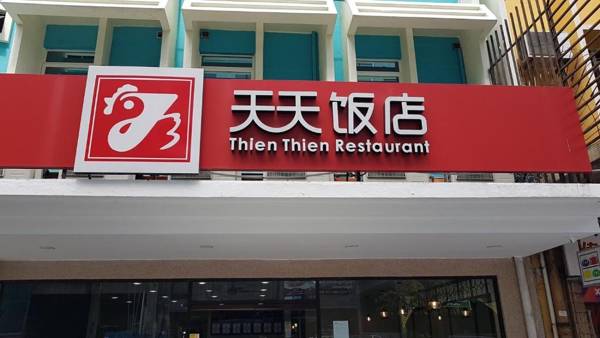 天天饭店
Thien Thien Restaurant